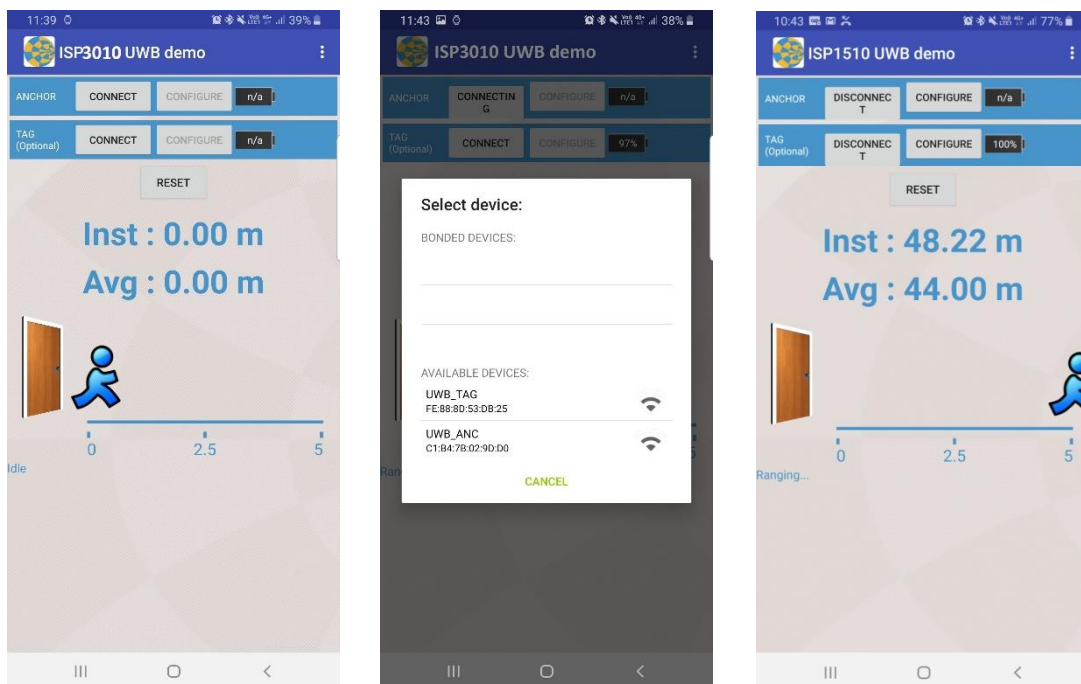 11:39
39%
ISP3010 UWB demo
ANCHOR
CONNECT
CONFIGURE
n/a
TAG
(Optional)
CONNECT
CONFIGURE
n/a
RESET
Inst : 0.00 m
Avg : 0.00 m
0 2.5 5
Idle
11:43
38%
ISP3010 UWB demo
ANCHOR
CONNECTIN
G
CONFIGURE
n/a
TAG
(Optional)
CONNECT
CONFIGURE
97%
Select device:
BONDED DEVICES:
AVAILABLE DEVICES:
UWB_TAG
FE:88:8D:53:DB:25
UWB_ANC
C1:B4:7B:02:9D:D0
CANCEL
Ran
5
10:43
77%
ISP1510 UWB demo
ANCHOR
DISCONNEC
T
CONFIGURE
n/a
TAG
(Optional)
DISCONNEC
T
CONFIGURE
100%
RESET
Inst : 48.22 m
Avg : 44.00 m
0 2.5 5
Ranging...